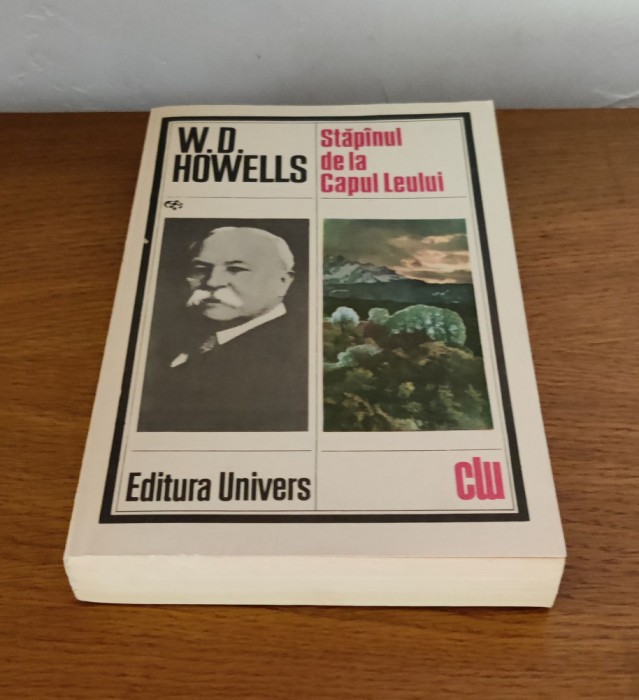 W.D.
HOWELLS
Stăpînul
de la
Capul Leului
Editura Univers
clu